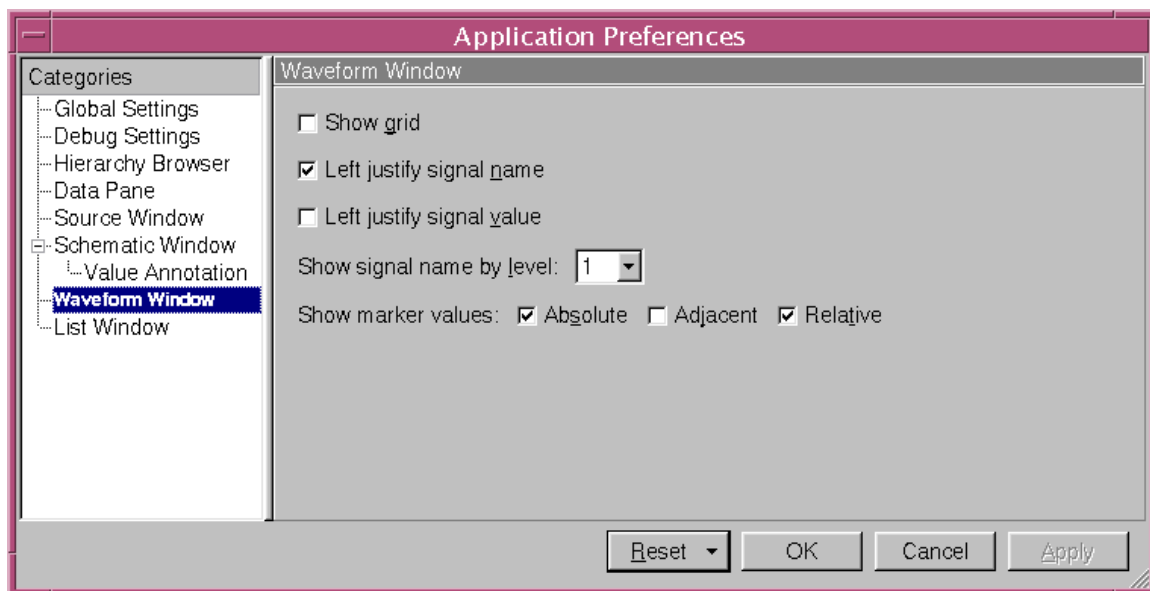 Application Preferences
Categories
Global Settings
Debug Settings
Hierarchy Browser
Data Pane
Source Window
Schematic Window
Value Annotation
Waveform Window
List Window
Waveform Window
Show grid
Left justify signal name
Left justify signal value
Show signal name by level: 1
Show marker values: Absolute Adjacent Relative
Reset OK Cancel Apply